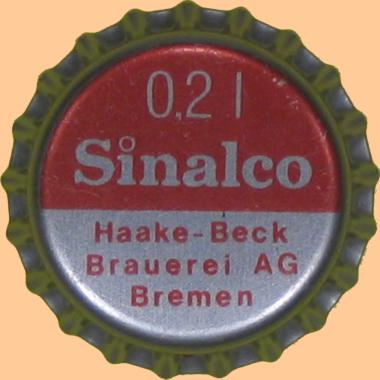 0,2 l
Sinalco
Haake-Beck
Brauerei AG
Bremen